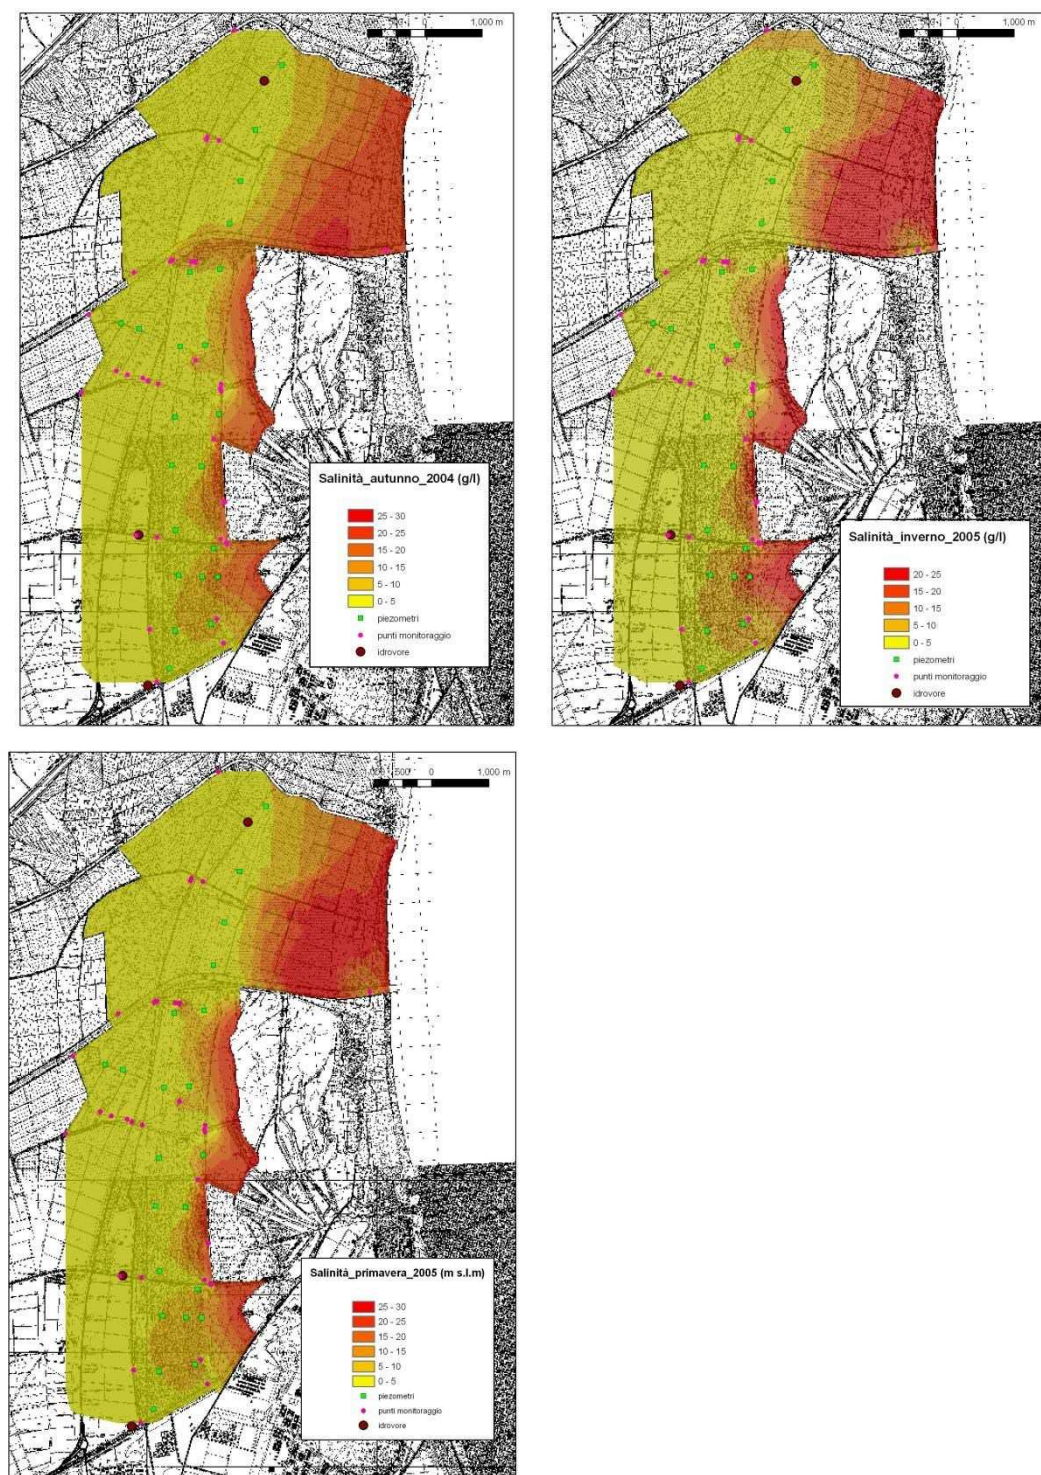 1,000 m
Salinità_autunno_2004 (g/l)
25 - 30
20 - 25
15 - 20
10 - 15
5 - 10
0 - 5
piezometri
punti monitoraggio
idrovore
1,000 m
Salinità_inverno_2005 (g/l)
20 - 25
15 - 20
10 - 15
5 - 10
0 - 5
piezometri
punti monitoraggio
idrovore
500 0 1,000 m
Salinità_primavera_2005 (m s.l.m)
25 - 30
20 - 25
15 - 20
10 - 15
5 - 10
0 - 5
piezometri
punti monitoraggio
idrovore